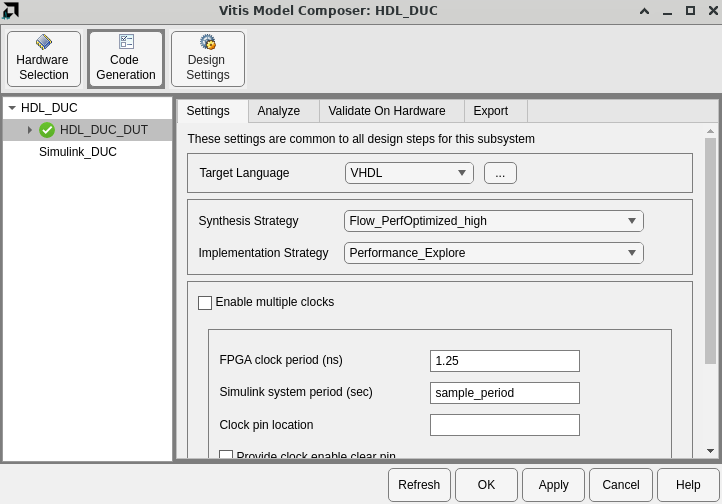 Vitis Model Composer: HDL_DUC
Hardware Selection
Code Generation
Design Settings
HDL_DUC
HDL_DUC_DUT
Simulink_DUC
Settings
Analyze
Validate On Hardware
Export
These settings are common to all design steps for this subsystem
Target Language
VHDL
...
Synthesis Strategy
Flow_PerfOptimized_high
Implementation Strategy
Performance_Explore
Enable multiple clocks
FPGA clock period (ns)
1.25
Simulink system period (sec)
sample_period
Clock pin location
Provide clock enable clear pin
Refresh
OK
Apply
Cancel
Help